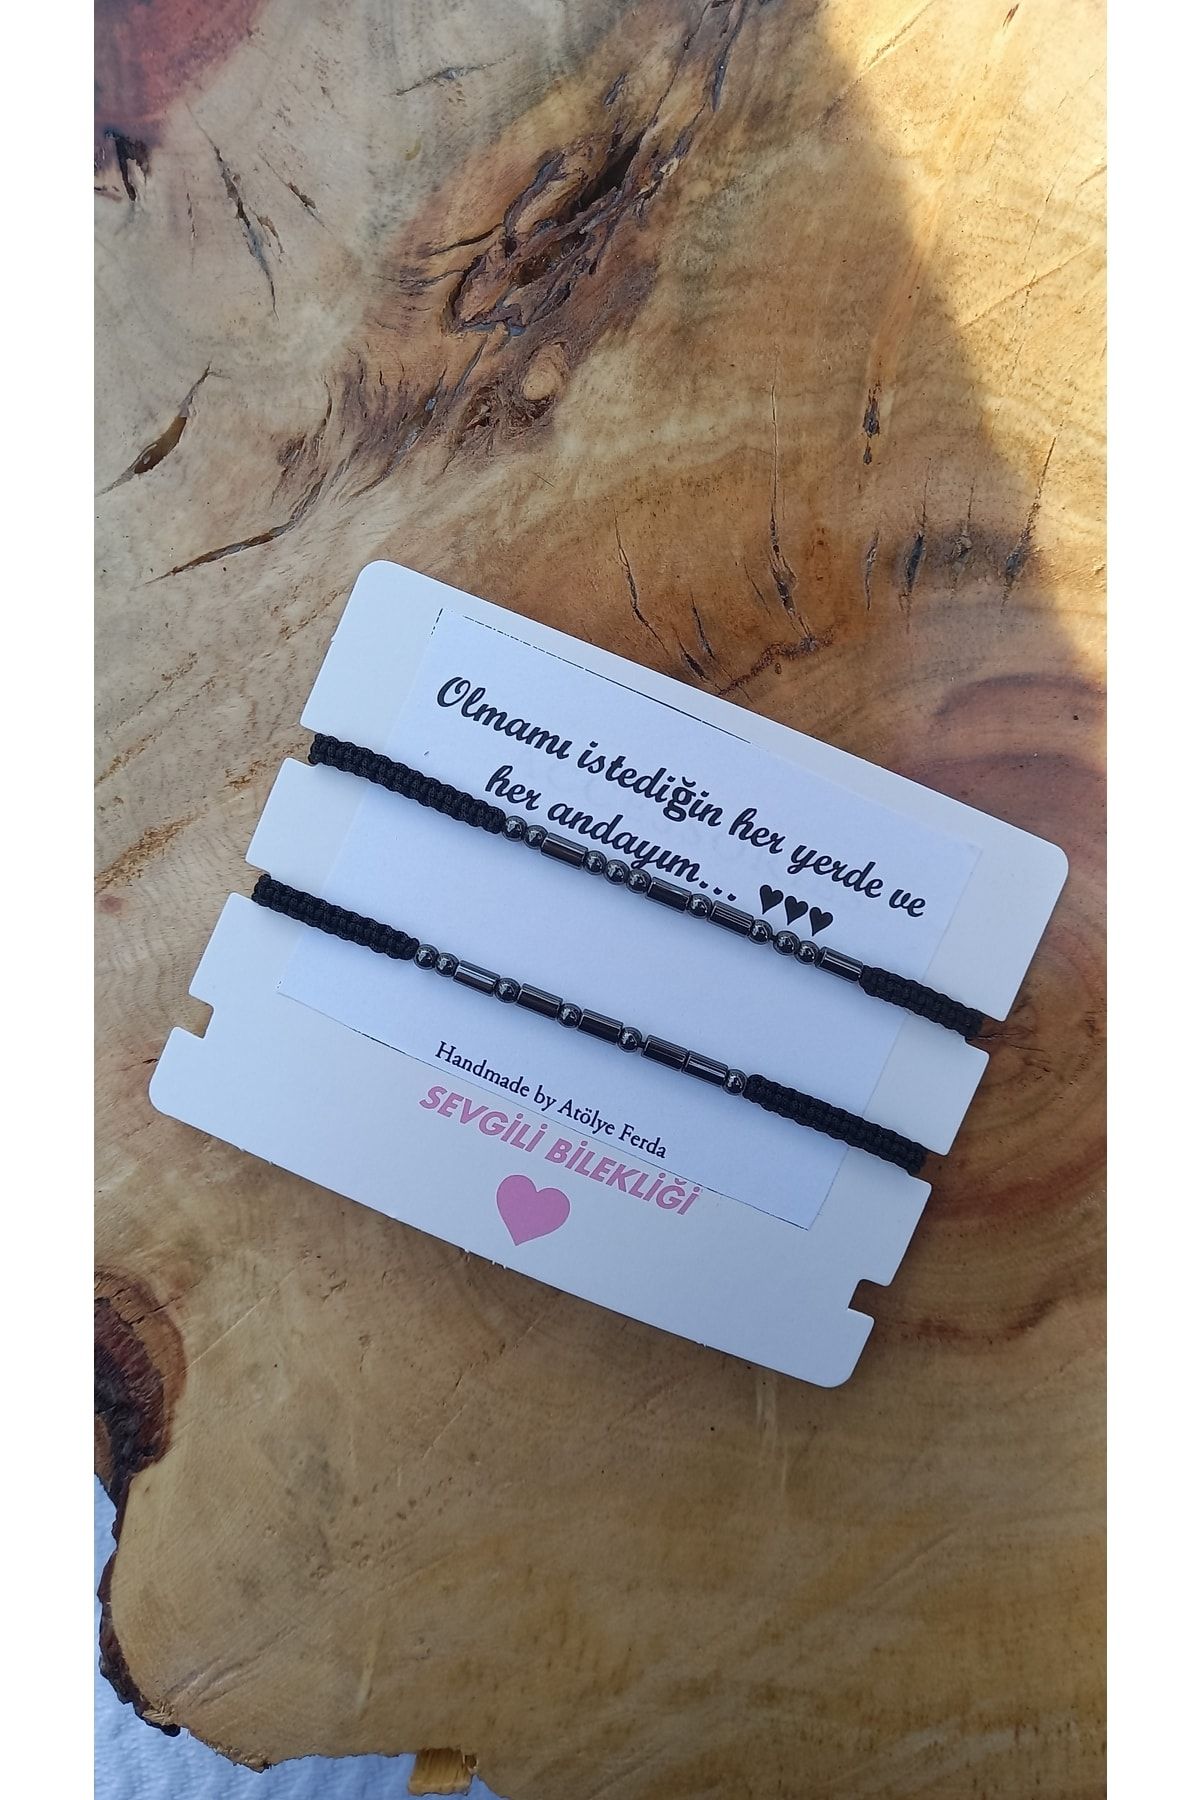 Olmamı istediğin her yerde ve
her andayım... ♥♥♥
Handmade by Atölye Ferda
SEVGİLİ BİLEKLİĞİ